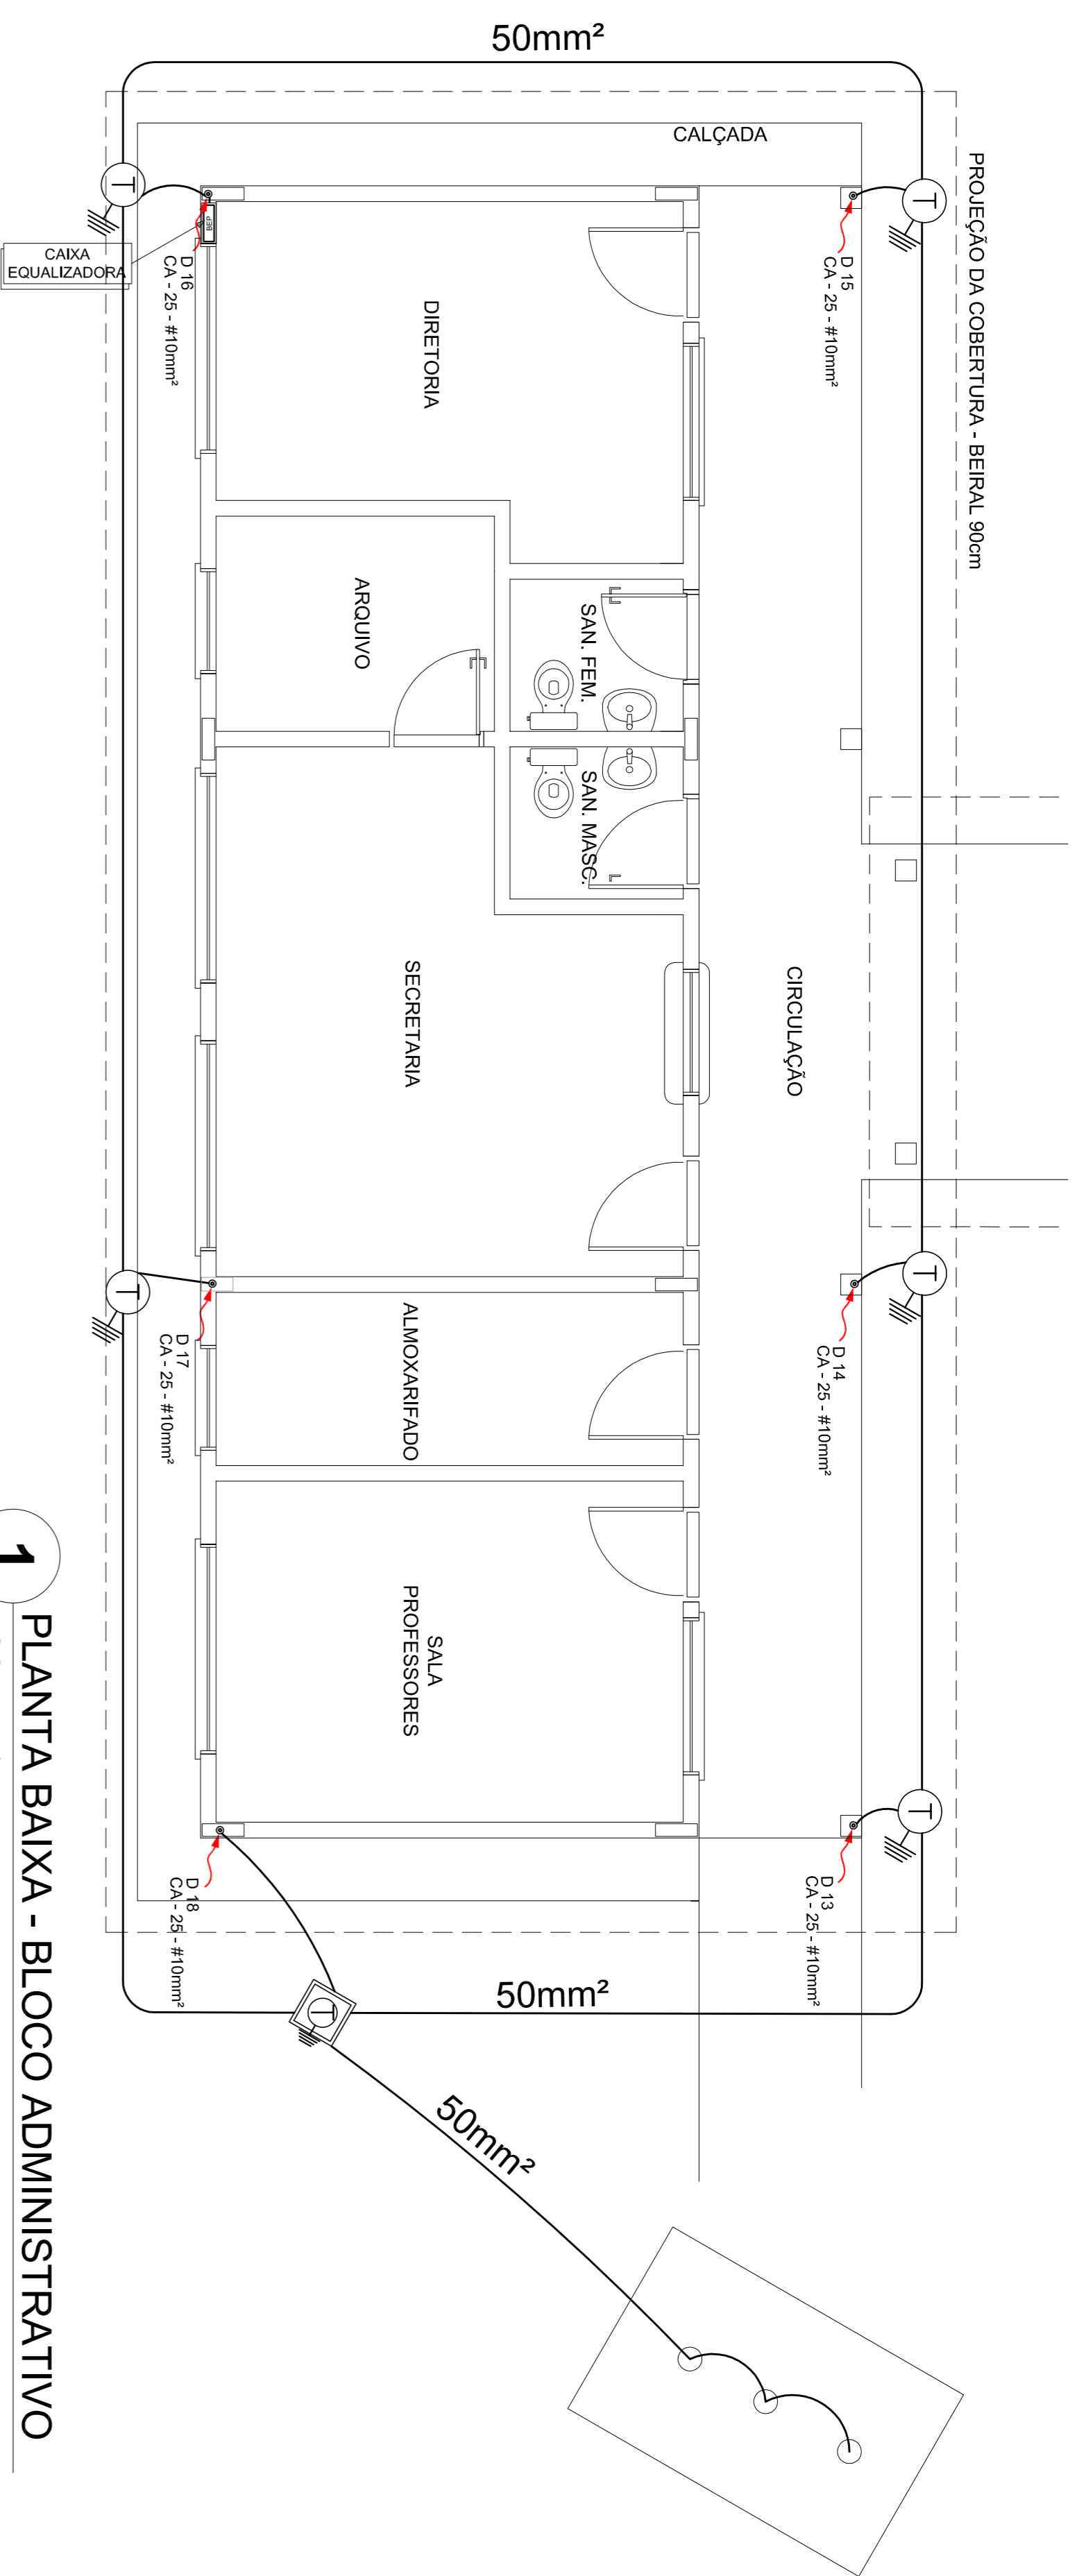 50mm²
CALÇADA
PROJEÇÃO DA COBERTURA - BEIRAL 90cm
T
T
BEP
CAIXA
EQUALIZADORA
D 16
CA - 25 - #10mm²
D 15
CA - 25 - #10mm²
DIRETORIA
ARQUIVO
SAN. FEM.
SAN. MASC.
SECRETARIA
CIRCULAÇÃO
T
T
D 17
CA - 25 - #10mm²
D 14
CA - 25 - #10mm²
ALMOXARIFADO
SALA
PROFESSORES
T
D 18
CA - 25 - #10mm²
D 13
CA - 25 - #10mm²
50mm²
T
50mm²
1
PLANTA BAIXA - BLOCO ADMINISTRATIVO